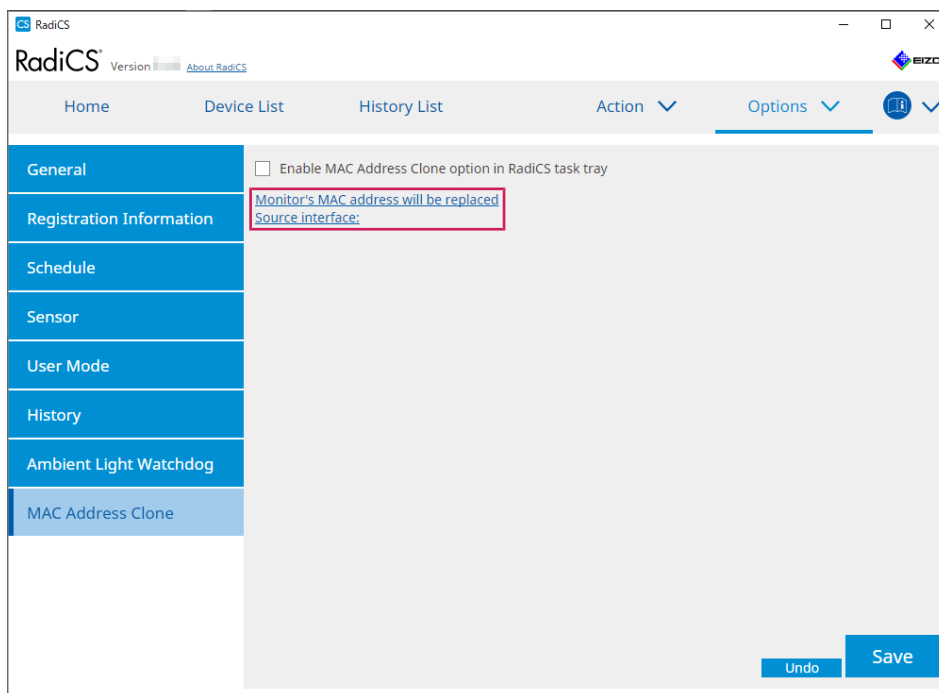 CS RadiCS
RadiCS® Version About RadiCS
EIZO
Home Device List History List Action Options
General
Registration Information
Schedule
Sensor
User Mode
History
Ambient Light Watchdog
MAC Address Clone
Enable MAC Address Clone option in RadiCS task tray
Monitor's MAC address will be replaced
Source interface:
Undo Save